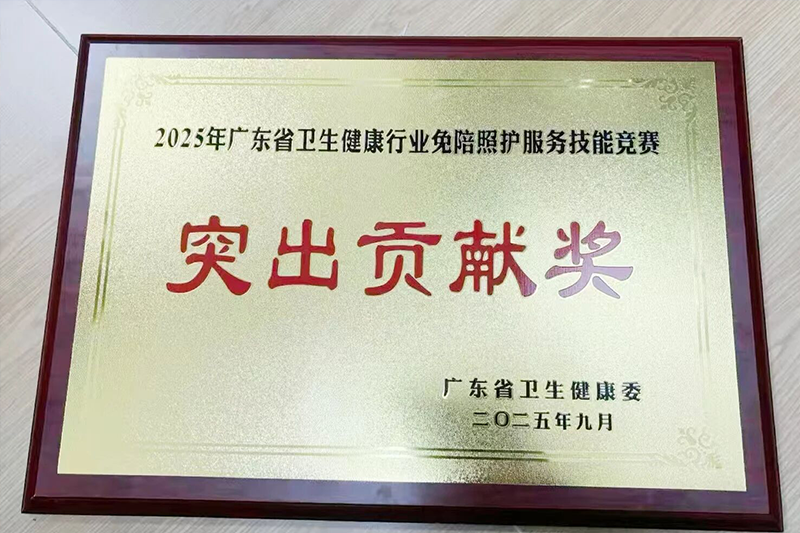 2025年广东省卫生健康行业免陪照护服务技能竞赛
突出贡献奖
广东省卫生健康委
二〇二五年九月